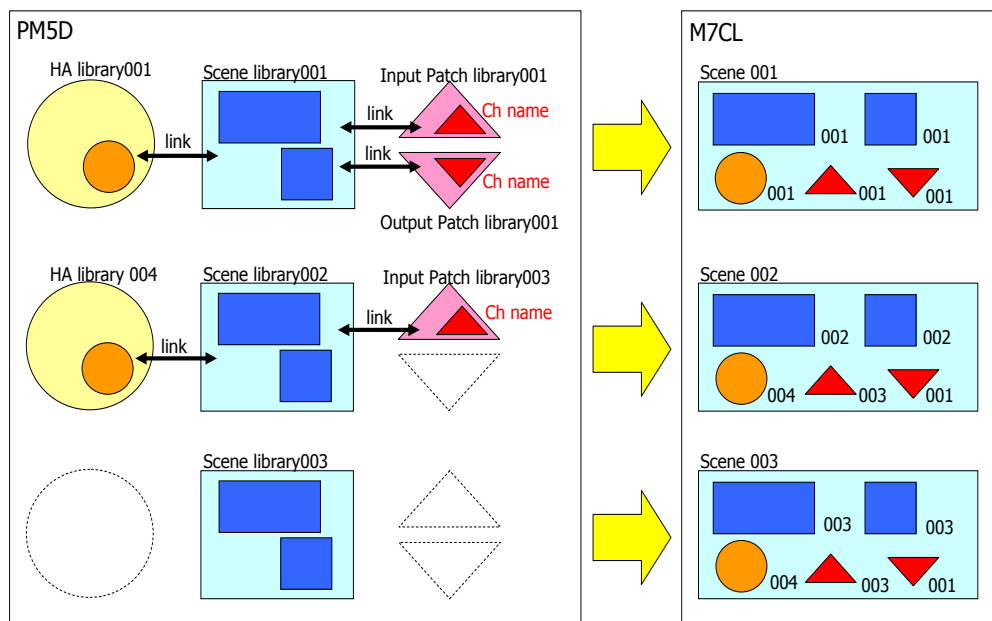 PM5D
HA library001
Scene library001
Input Patch library001
link
link
link
Ch name
Ch name
Output Patch library001
HA library 004
Scene library002
Input Patch library003
link
link
Ch name
Scene library003
M7CL
Scene 001
001
001
001
001
001
Scene 002
002
002
004
003
001
Scene 003
003
003
004
003
001